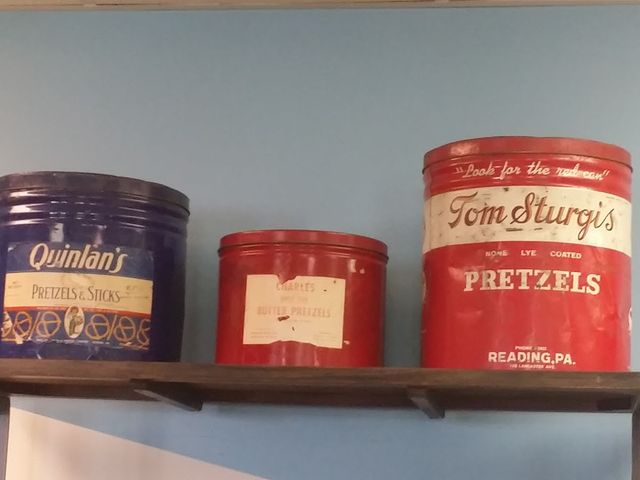 Quinlan's
PRETZELS & STICKS
CHARLES
BUTTER PRETZELS
"Look for the red can"
Tom Sturgis
NONE LYE COATED
PRETZELS
READING, PA.